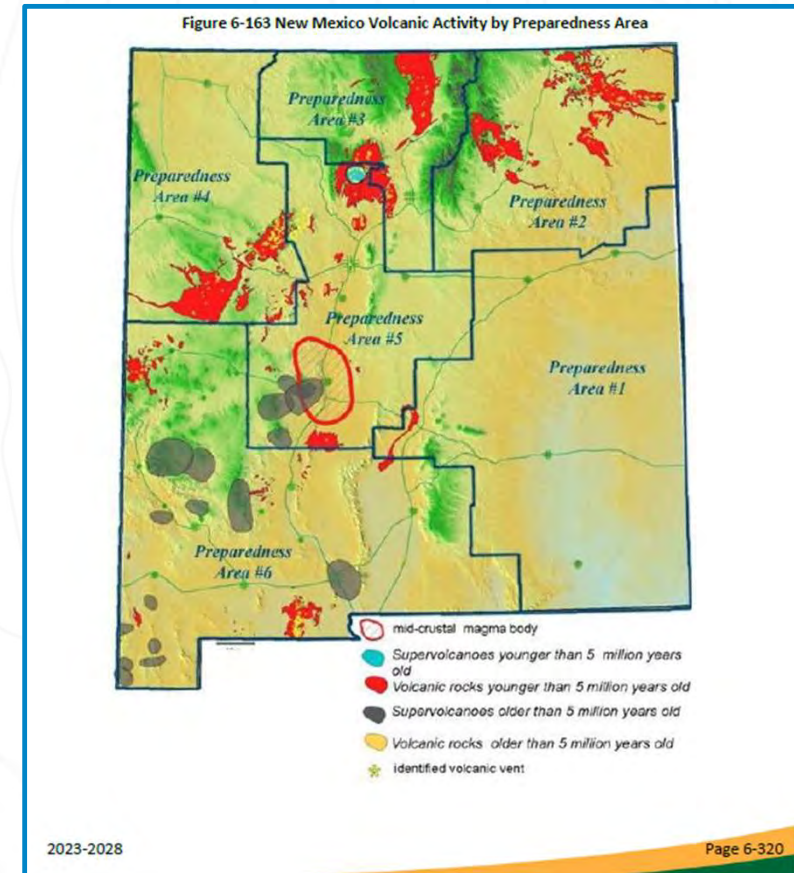 Figure 6-163 New Mexico Volcanic Activity by Preparedness Area
Preparedness
Area #3
Preparedness
Area #4
Preparedness
Area #2
Preparedness
Area #5
Preparedness
Area #1
Preparedness
Area #6
mid-crustal magma body
Supervolcanoes younger than 5 million years
old
Volcanic rocks younger than 5 million years old
Supervolcanoes older than 5 million years old
Volcanic rocks older than 5 million years old
identified volcanic vent
2023-2028
Page 6-320